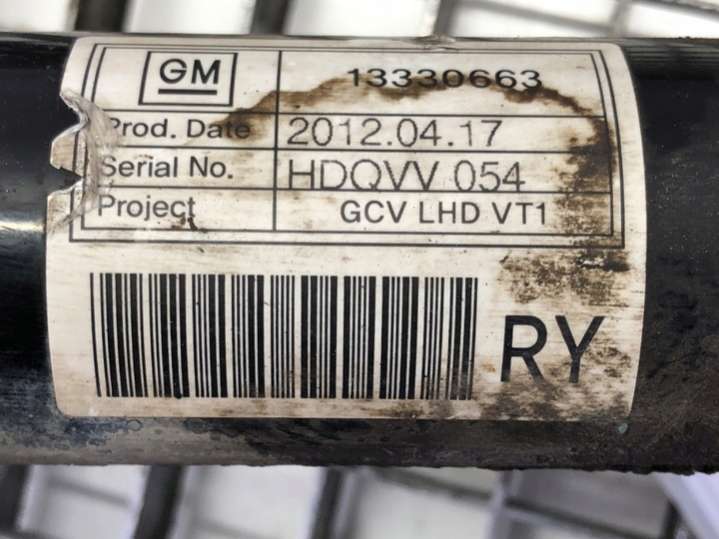 GM 13330663
Prod. Date 2012.04.17
Serial No. HDQVV 054
Project GCV LHD VT1
RY